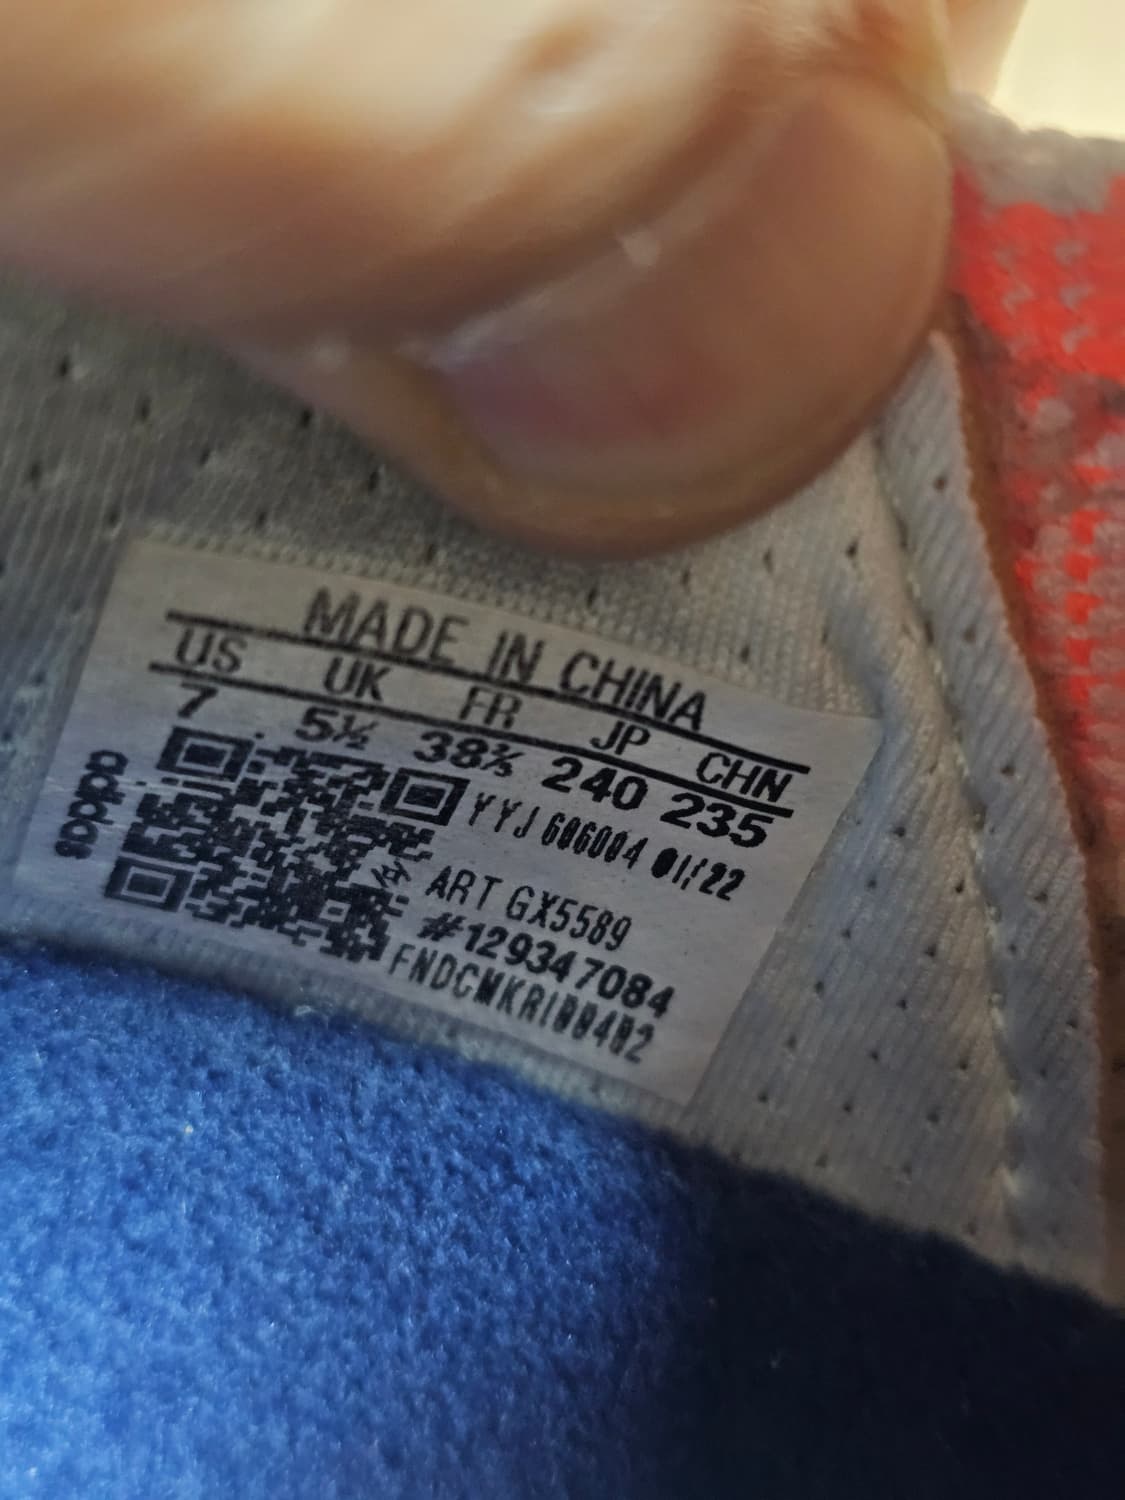 MADE IN CHINA
US UK FR JP CHN
7 5½ 38⅔ 240 235
YYJ 606004 01/22
ART GX5589
#129347084
adidas